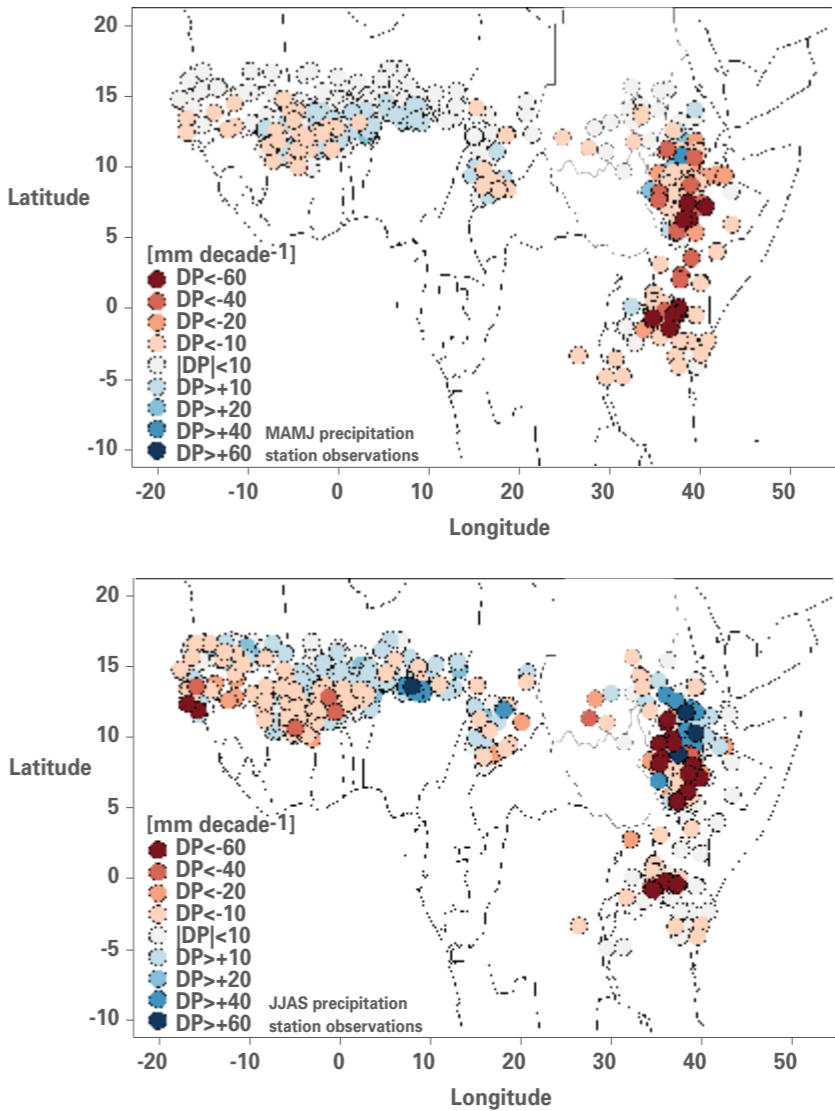 20
15
10
Latitude
5
[mm decade-1]
DP<-60
0
DP<-40
DP<-20
DP<-10
|DP|<10
-5
DP>+10
DP>+20
DP>+40 MAMJ precipitation
-10
DP>+60 station observations
-20 -10 0 10 20 30 40 50
Longitude
20
15
10
Latitude
5
[mm decade-1]
DP<-60
0
DP<-40
DP<-20
DP<-10
|DP|<10
-5
DP>+10
DP>+20
DP>+40 JJAS precipitation
-10
DP>+60 station observations
-20 -10 0 10 20 30 40 50
Longitude